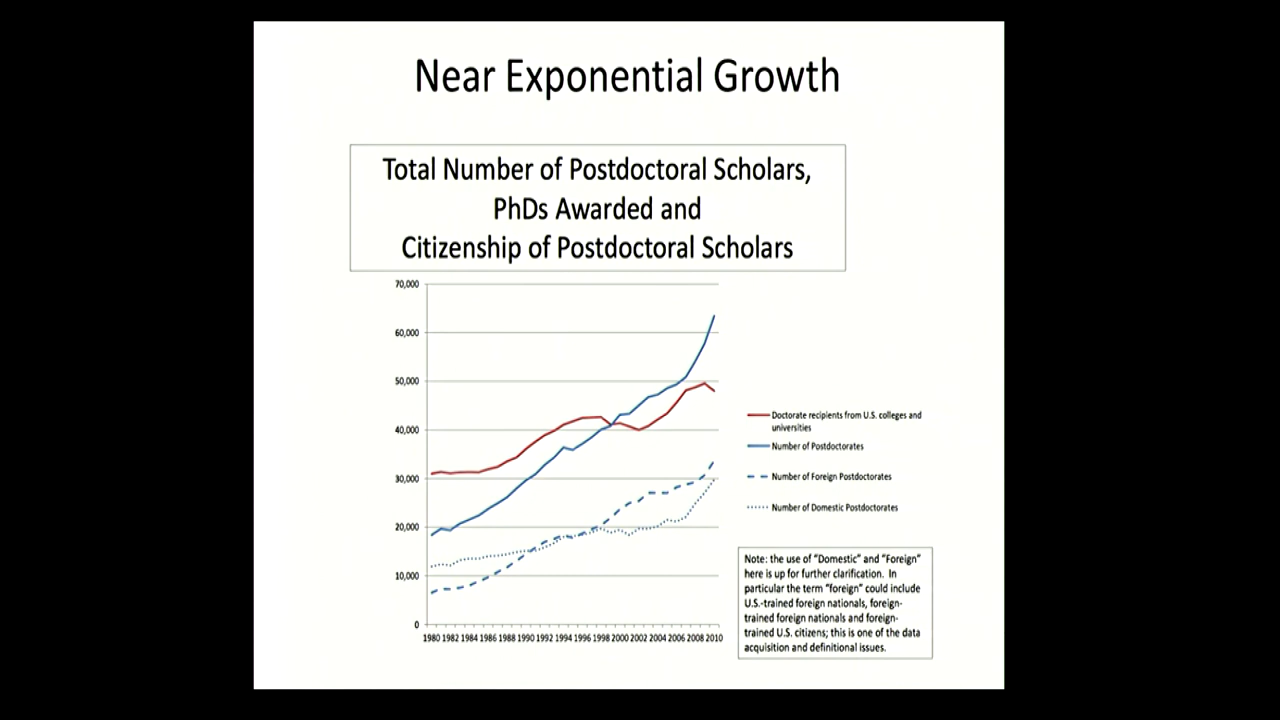 Near Exponential Growth
Total Number of Postdoctoral Scholars,
PhDs Awarded and
Citizenship of Postdoctoral Scholars
70,000
60,000
50,000
40,000
30,000
20,000
10,000
0
1980 1982 1984 1986 1988 1990 1992 1994 1996 1998 2000 2002 2004 2006 2008 2010
Doctorate recipients from U.S. colleges and
universities
Number of Postdoctorates
Number of Foreign Postdoctorates
Number of Domestic Postdoctorates
Note: the use of "Domestic" and "Foreign"
here is up for further clarification. In
particular the term "foreign" could include
U.S.-trained foreign nationals, foreign-
trained foreign nationals and foreign-
trained U.S. citizens; this is one of the data
acquisition and definitional issues.